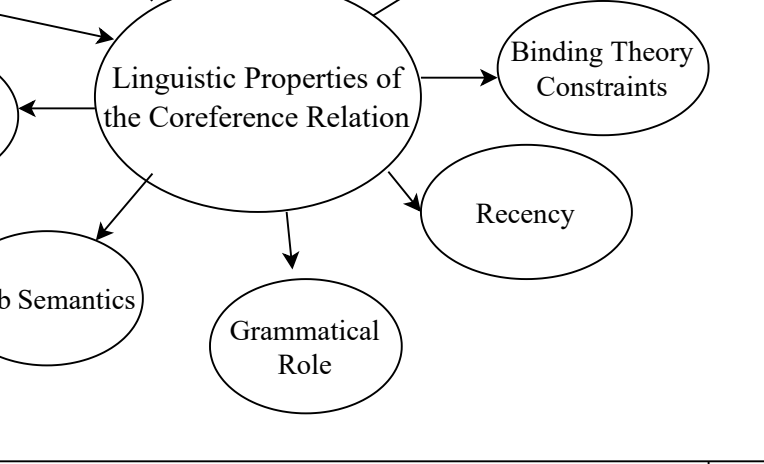 Binding Theory
Constraints
Linguistic Properties of
the Coreference Relation
Recency
Semantics
Grammatical
Role